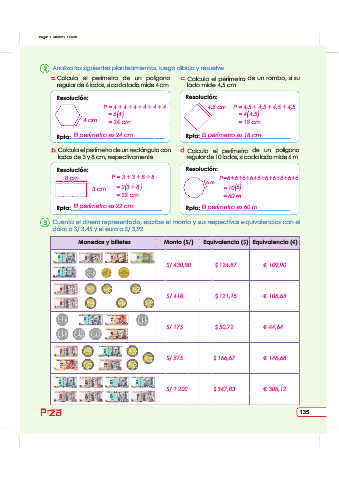 2 Analiza los siguientes planteamientos, luego dibuja y resuelve
a Calcula el perímetro de un polígono
regular de 6 lados, si cada lado mide 4 cm
Resolución:
P = 4 + 4 + 4 + 4 + 4 + 4
= 6(4)
4 cm
= 24 cm
Rpta: El perímetro es 24 cm
c Calcula el perímetro de un rombo, si su
lado mide 4,5 cm
Resolución:
4,5 cm P = 4,5 + 4,5 + 4,5 + 4,5
= 4(4,5)
= 18 cm
Rpta: El perímetro es 18 cm
b Calcula el perímetro de un rectángulo con
lados de 3 y 8 cm, respectivamente
Resolución:
8 cm P = 3 + 3 + 8 + 8
3 cm = 2(3 + 8)
= 22 cm
Rpta: El perímetro es 22 cm
d Calcula el perímetro de un polígono
regular de 10 lados, si cada lado mide 6 m
Resolución:
P=6+6+6+6+6+6+6+6+6+6
6 m = 10(6)
= 60 m
Rpta: El perímetro es 60 m
3 Cuenta el dinero representado, escribe el monto y sus respectivas equivalencias con el
dólar a S/ 3,45 y el euro a S/ 3,92
Monedas y billetes Monto (S/) Equivalencia ($) Equivalencia (€)
S/ 430,80 $ 124,87 € 109,90
S/ 418 $ 121,16 € 106,63
S/ 175 $ 50,72 € 44,64
S/ 575 $ 166,67 € 146,68
S/ 1 200 $ 347,83 € 306,12
135